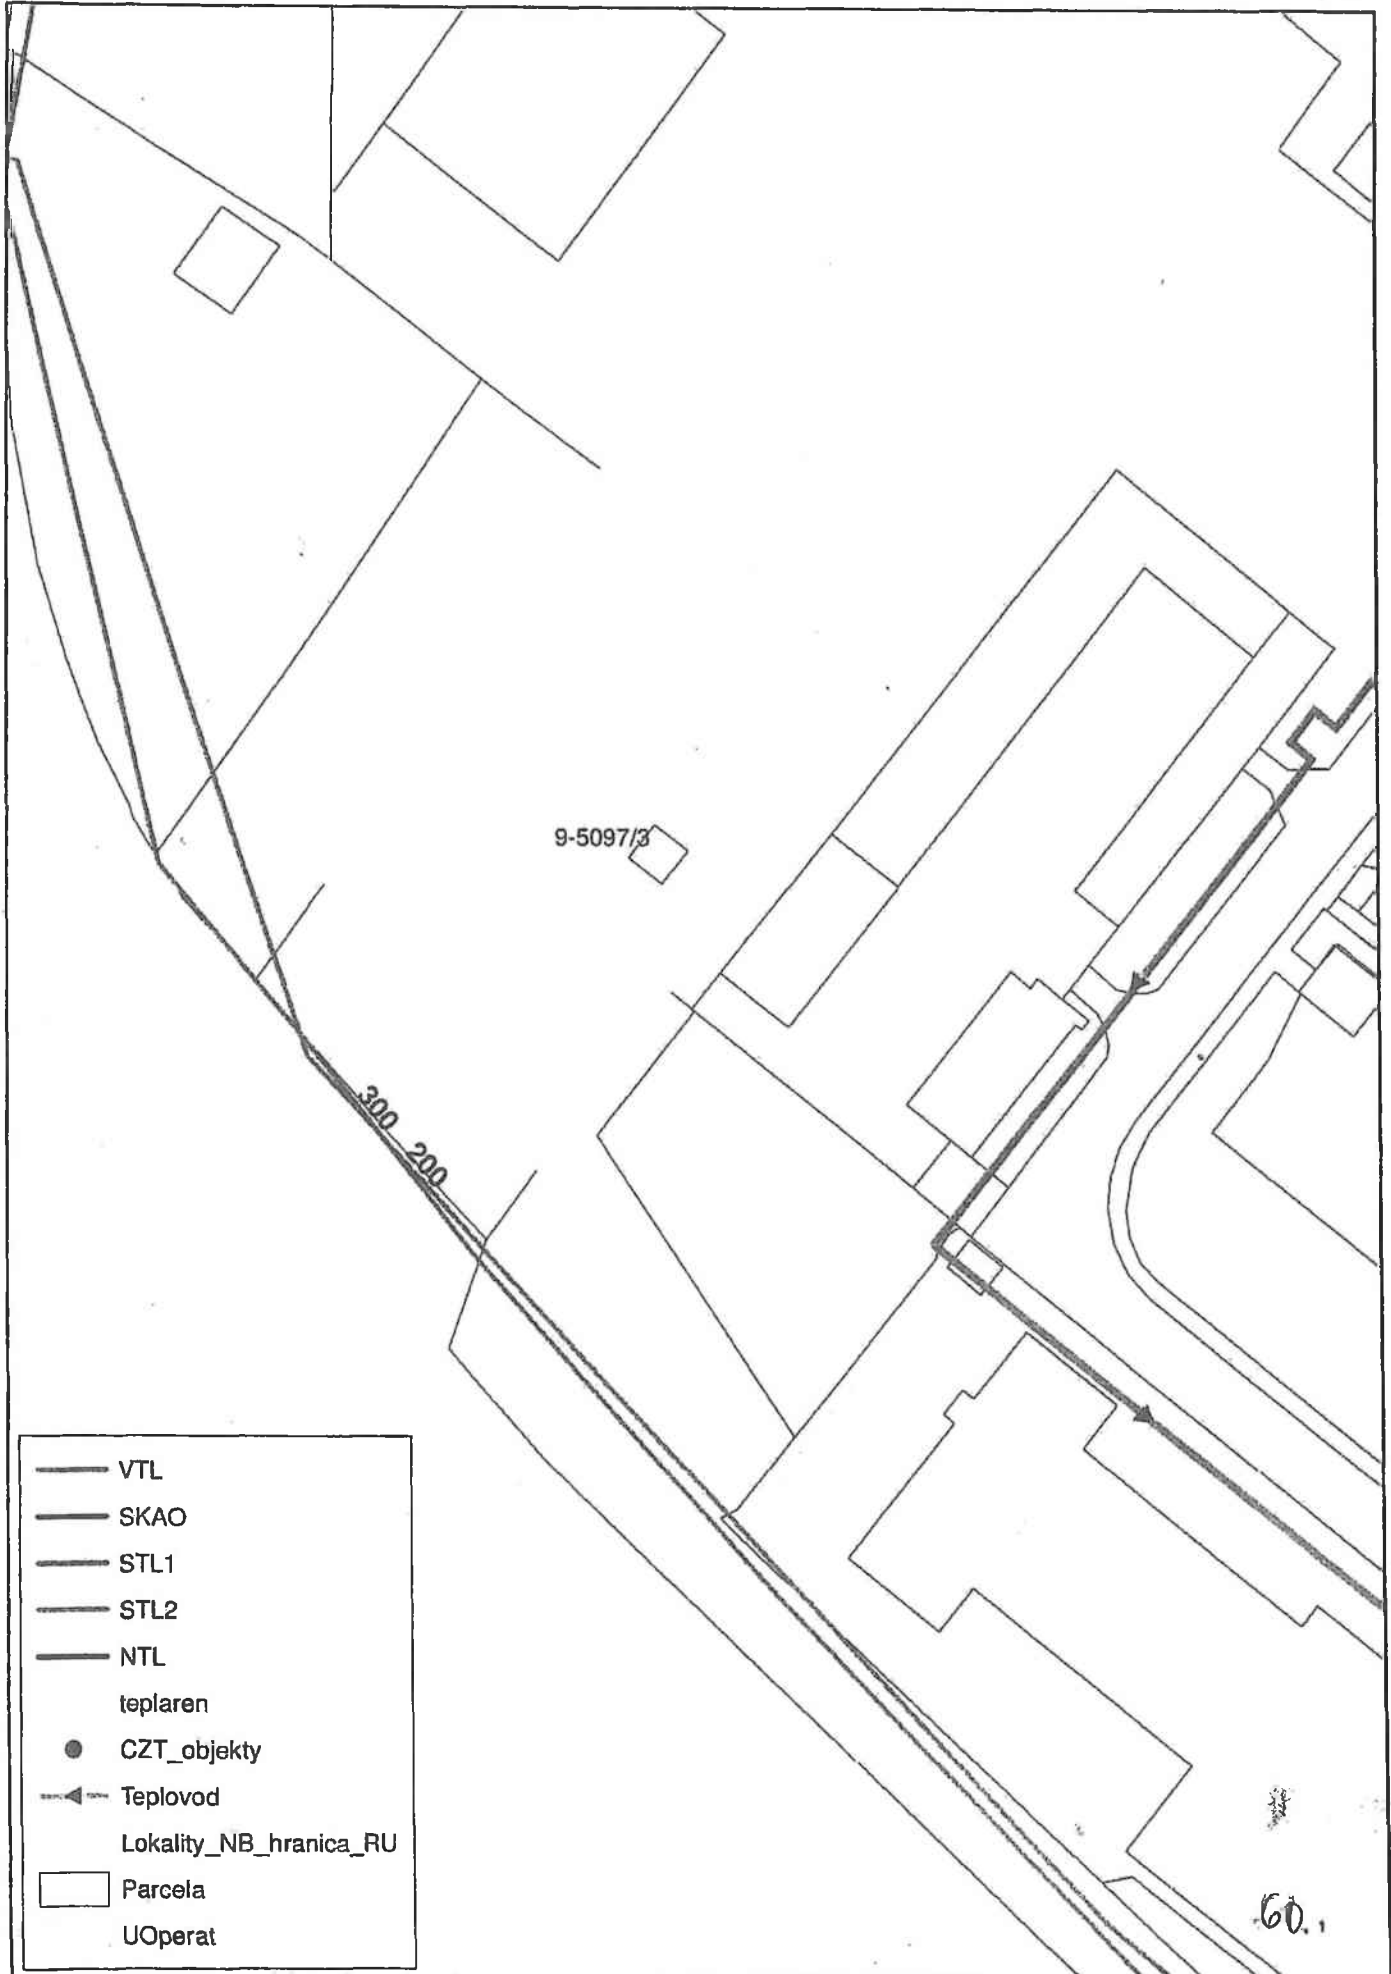 9-5097/3
300
200
VTL
SKAO
STL1
STL2
NTL
teplaren
CZT_objekty
Teplovod
Lokality_NB_hranica_RU
Parcela
UOperat
60.